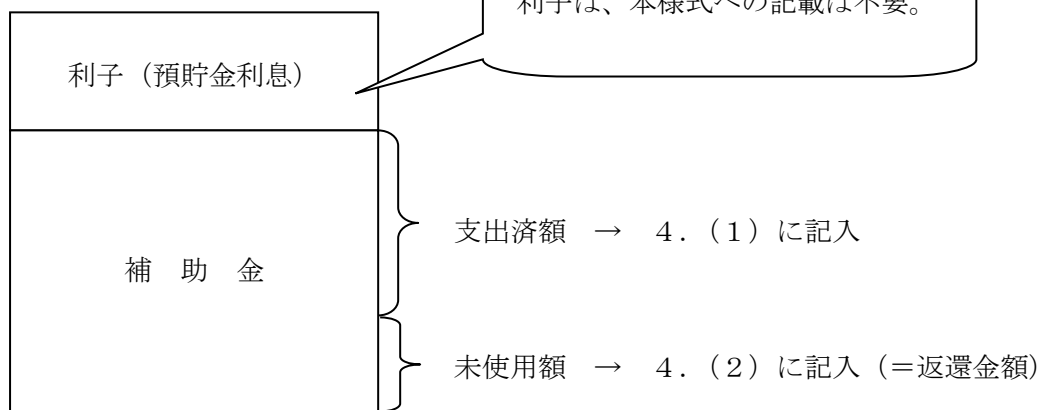 利子は、本様式への記載は不要。
利子（預貯金利息）
支出済額　→　４．（１）に記入
補　助　金
未使用額　→　４．（２）に記入（＝返還金額）